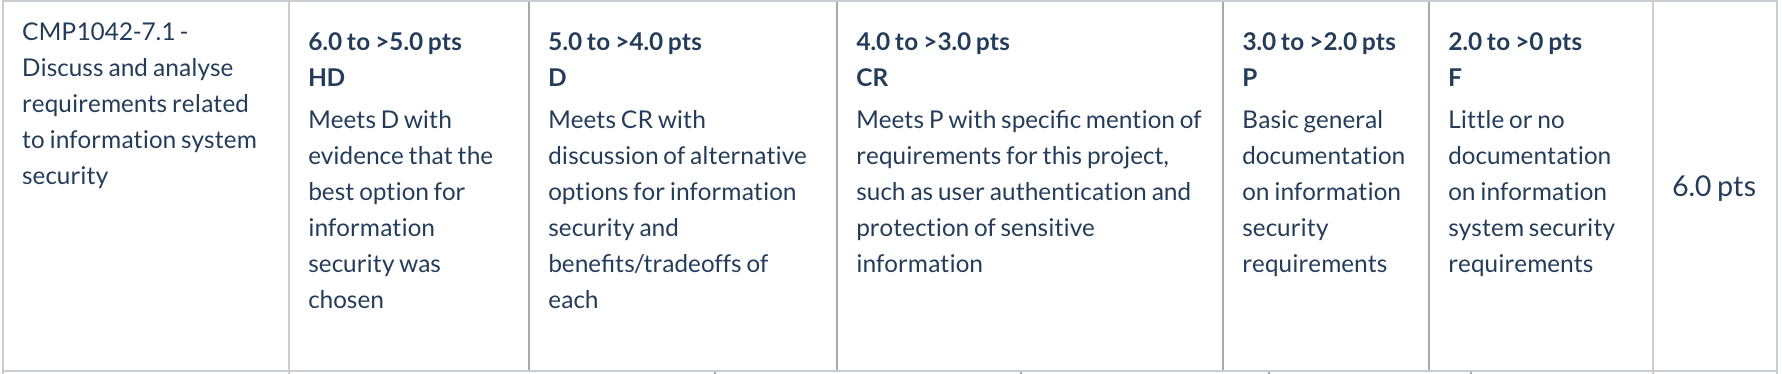 CMP1042-7.1 -
Discuss and analyse
requirements related
to information system
security
6.0 to >5.0 pts
HD
Meets D with
evidence that the
best option for
information
security was
chosen
5.0 to >4.0 pts
D
Meets CR with
discussion of alternative
options for information
security and
benefits/tradeoffs of
each
4.0 to >3.0 pts
CR
Meets P with specific mention of
requirements for this project,
such as user authentication and
protection of sensitive
information
3.0 to >2.0 pts
P
Basic general
documentation
on information
security
requirements
2.0 to >0 pts
F
Little or no
documentation
on information
system security
requirements
6.0 pts